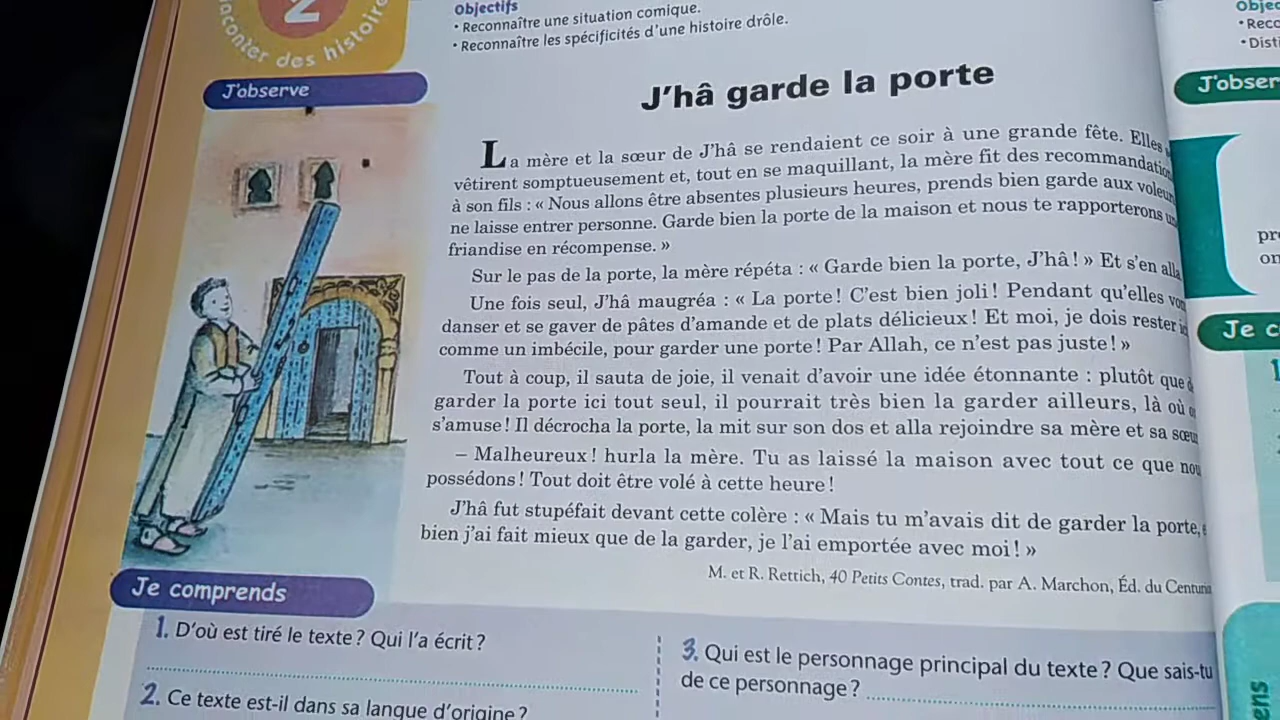 2
raconter des histoires
Objectifs
• Reconnaître une situation comique.
• Reconnaître les spécificités d'une histoire drôle.
J'observe
J'hâ garde la porte
La mère et la sœur de J'hâ se rendaient ce soir à une grande fête. Elles
vêtirent somptueusement et, tout en se maquillant, la mère fit des
à son fils : « Nous allons être absentes plusieurs heures, prends bien garde aux
ne laisse entrer personne. Garde bien la porte de la maison et nous te rapporterons
friandise en récompense. »
Sur le pas de la porte, la mère répéta : « Garde bien la porte, J'hâ ! » Et s'en alla
Une fois seul, J'hâ maugréa : « La porte ! C'est bien joli ! Pendant qu'elles
danser et se gaver de pâtes d'amande et de plats délicieux ! Et moi, je dois rester
comme un imbécile, pour garder une porte ! Par Allah, ce n'est pas juste ! »
Tout à coup, il sauta de joie, il venait d'avoir une idée étonnante : plutôt que
garder la porte ici tout seul, il pourrait très bien la garder ailleurs, là où
s'amuse ! Il décrocha la porte, la mit sur son dos et alla rejoindre sa mère et sa sœur
– Malheureux ! hurla la mère. Tu as laissé la maison avec tout ce que
possédons ! Tout doit être volé à cette heure !
J'hâ fut stupéfait devant cette colère : « Mais tu m'avais dit de garder la porte,
bien j'ai fait mieux que de la garder, je l'ai emportée avec moi ! »
M. et R. Rettich, 40 Petits Contes, trad. par A. Marchon, Éd. du
Je comprends
1. D'où est tiré le texte ? Qui l'a écrit ?
2. Ce texte est-il dans sa langue d'origine ?
3. Qui est le personnage principal du texte ? Que sais-tu
de ce personnage ?